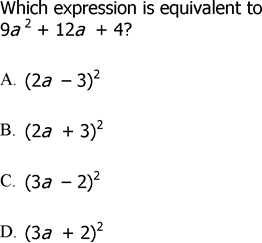 Which expression is equivalent to
9a² + 12a + 4?
A. (2a − 3)²
B. (2a + 3)²
C. (3a − 2)²
D. (3a + 2)²